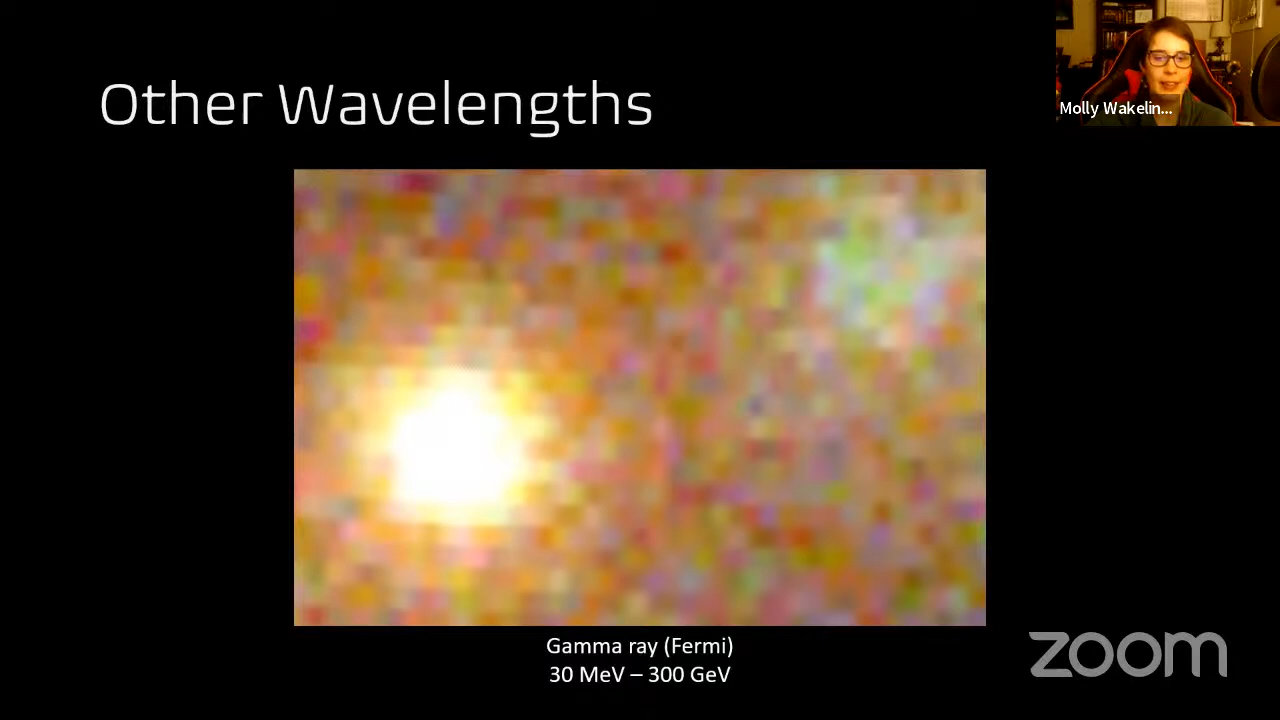 Other Wavelengths
Molly Wakelin...
Gamma ray (Fermi)
30 MeV – 300 GeV
zoom